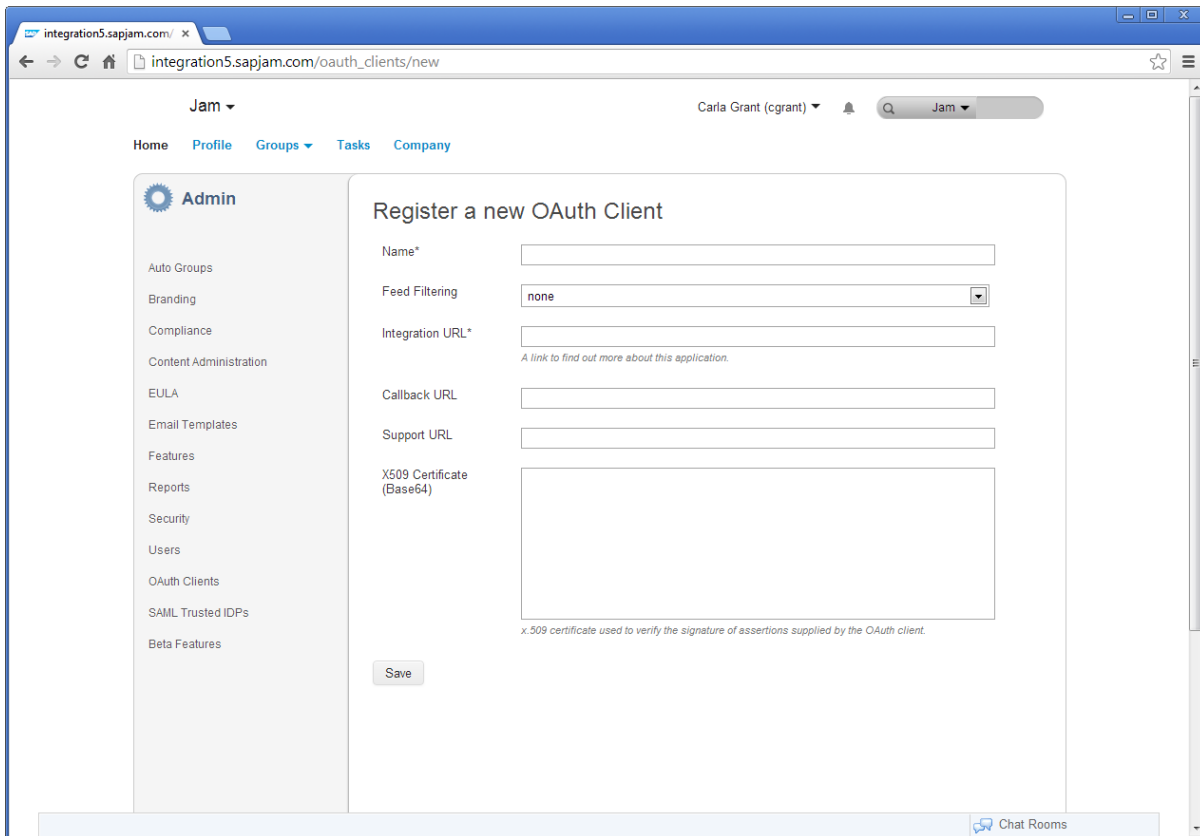 integration5.sapjam.com/
integration5.sapjam.com/oauth_clients/new
Jam
Carla Grant (cgrant)
Jam
Home Profile Groups Tasks Company
Admin
Auto Groups
Branding
Compliance
Content Administration
EULA
Email Templates
Features
Reports
Security
Users
OAuth Clients
SAML Trusted IDPs
Beta Features
Register a new OAuth Client
Name*
Feed Filtering
none
Integration URL*
A link to find out more about this application.
Callback URL
Support URL
X509 Certificate
(Base64)
x.509 certificate used to verify the signature of assertions supplied by the OAuth client.
Save
Chat Rooms